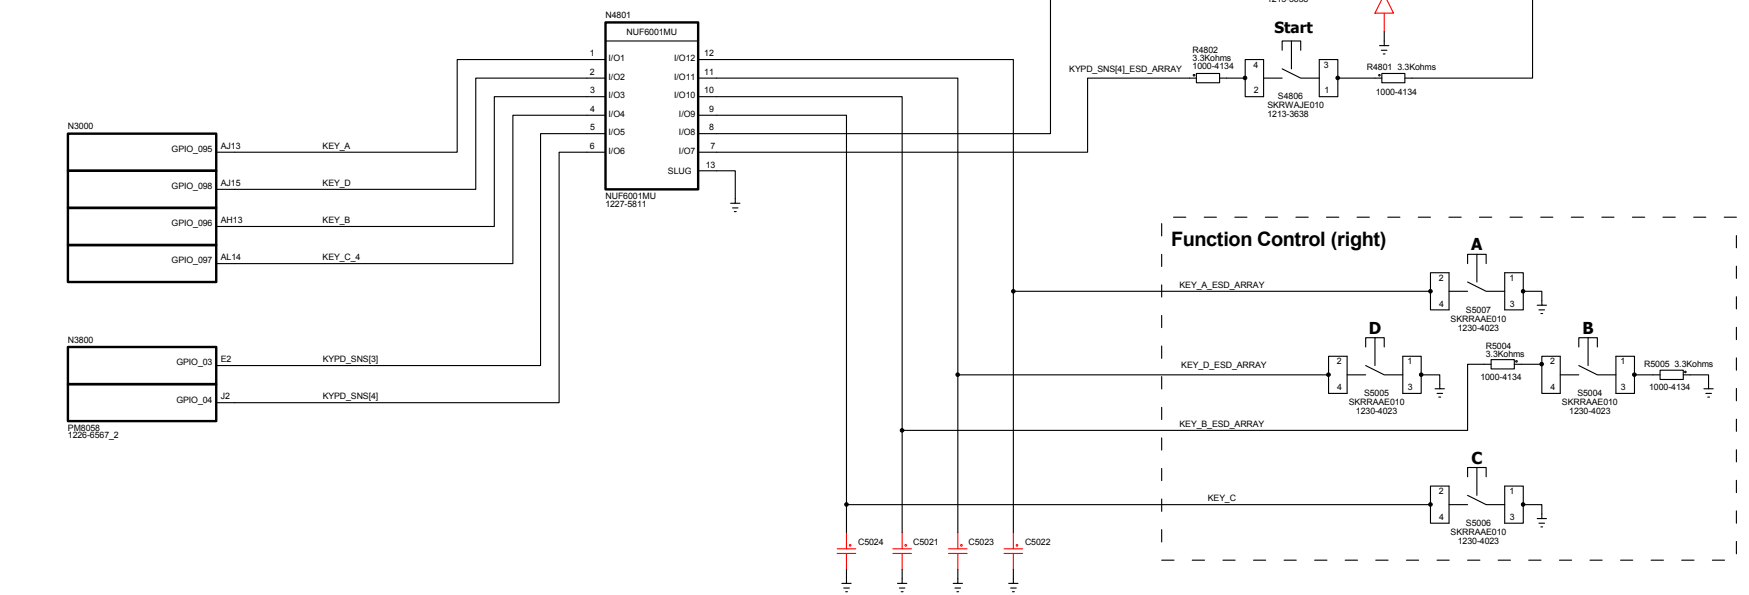 N4801
NUF6001MU
1 I/O1 I/O12 12
2 I/O2 I/O11 11
3 I/O3 I/O10 10
4 I/O4 I/O9 9
5 I/O5 I/O8 8
6 I/O6 I/O7 7
SLUG 13
NUF6001MU
1227-5811
N3000
GPIO_095 AJ13 KEY_A
GPIO_098 AJ15 KEY_D
GPIO_096 AH13 KEY_B
GPIO_097 AL14 KEY_C_4
N3800
GPIO_03 E2 KYPD_SNS[3]
GPIO_04 J2 KYPD_SNS[4]
PM8058
1226-6567_2
Start
KYPD_SNS[4]_ESD_ARRAY
R4802
3.3Kohms
1000-4134
4 3
2 1
S4806
SKRWAJE010
1213-3638
R4801 3.3Kohms
1000-4134
Function Control (right)
A
KEY_A_ESD_ARRAY
2 1
4 3
S5007
SKRRAAE010
1230-4023
D
KEY_D_ESD_ARRAY
2 1
4 3
S5005
SKRRAAE010
1230-4023
B
R5004
3.3Kohms
1000-4134
2 1
4 3
S5004
SKRRAAE010
1230-4023
R5005 3.3Kohms
1000-4134
KEY_B_ESD_ARRAY
C
KEY_C
2 1
4 3
S5006
SKRRAAE010
1230-4023
C5024 C5021 C5023 C5022